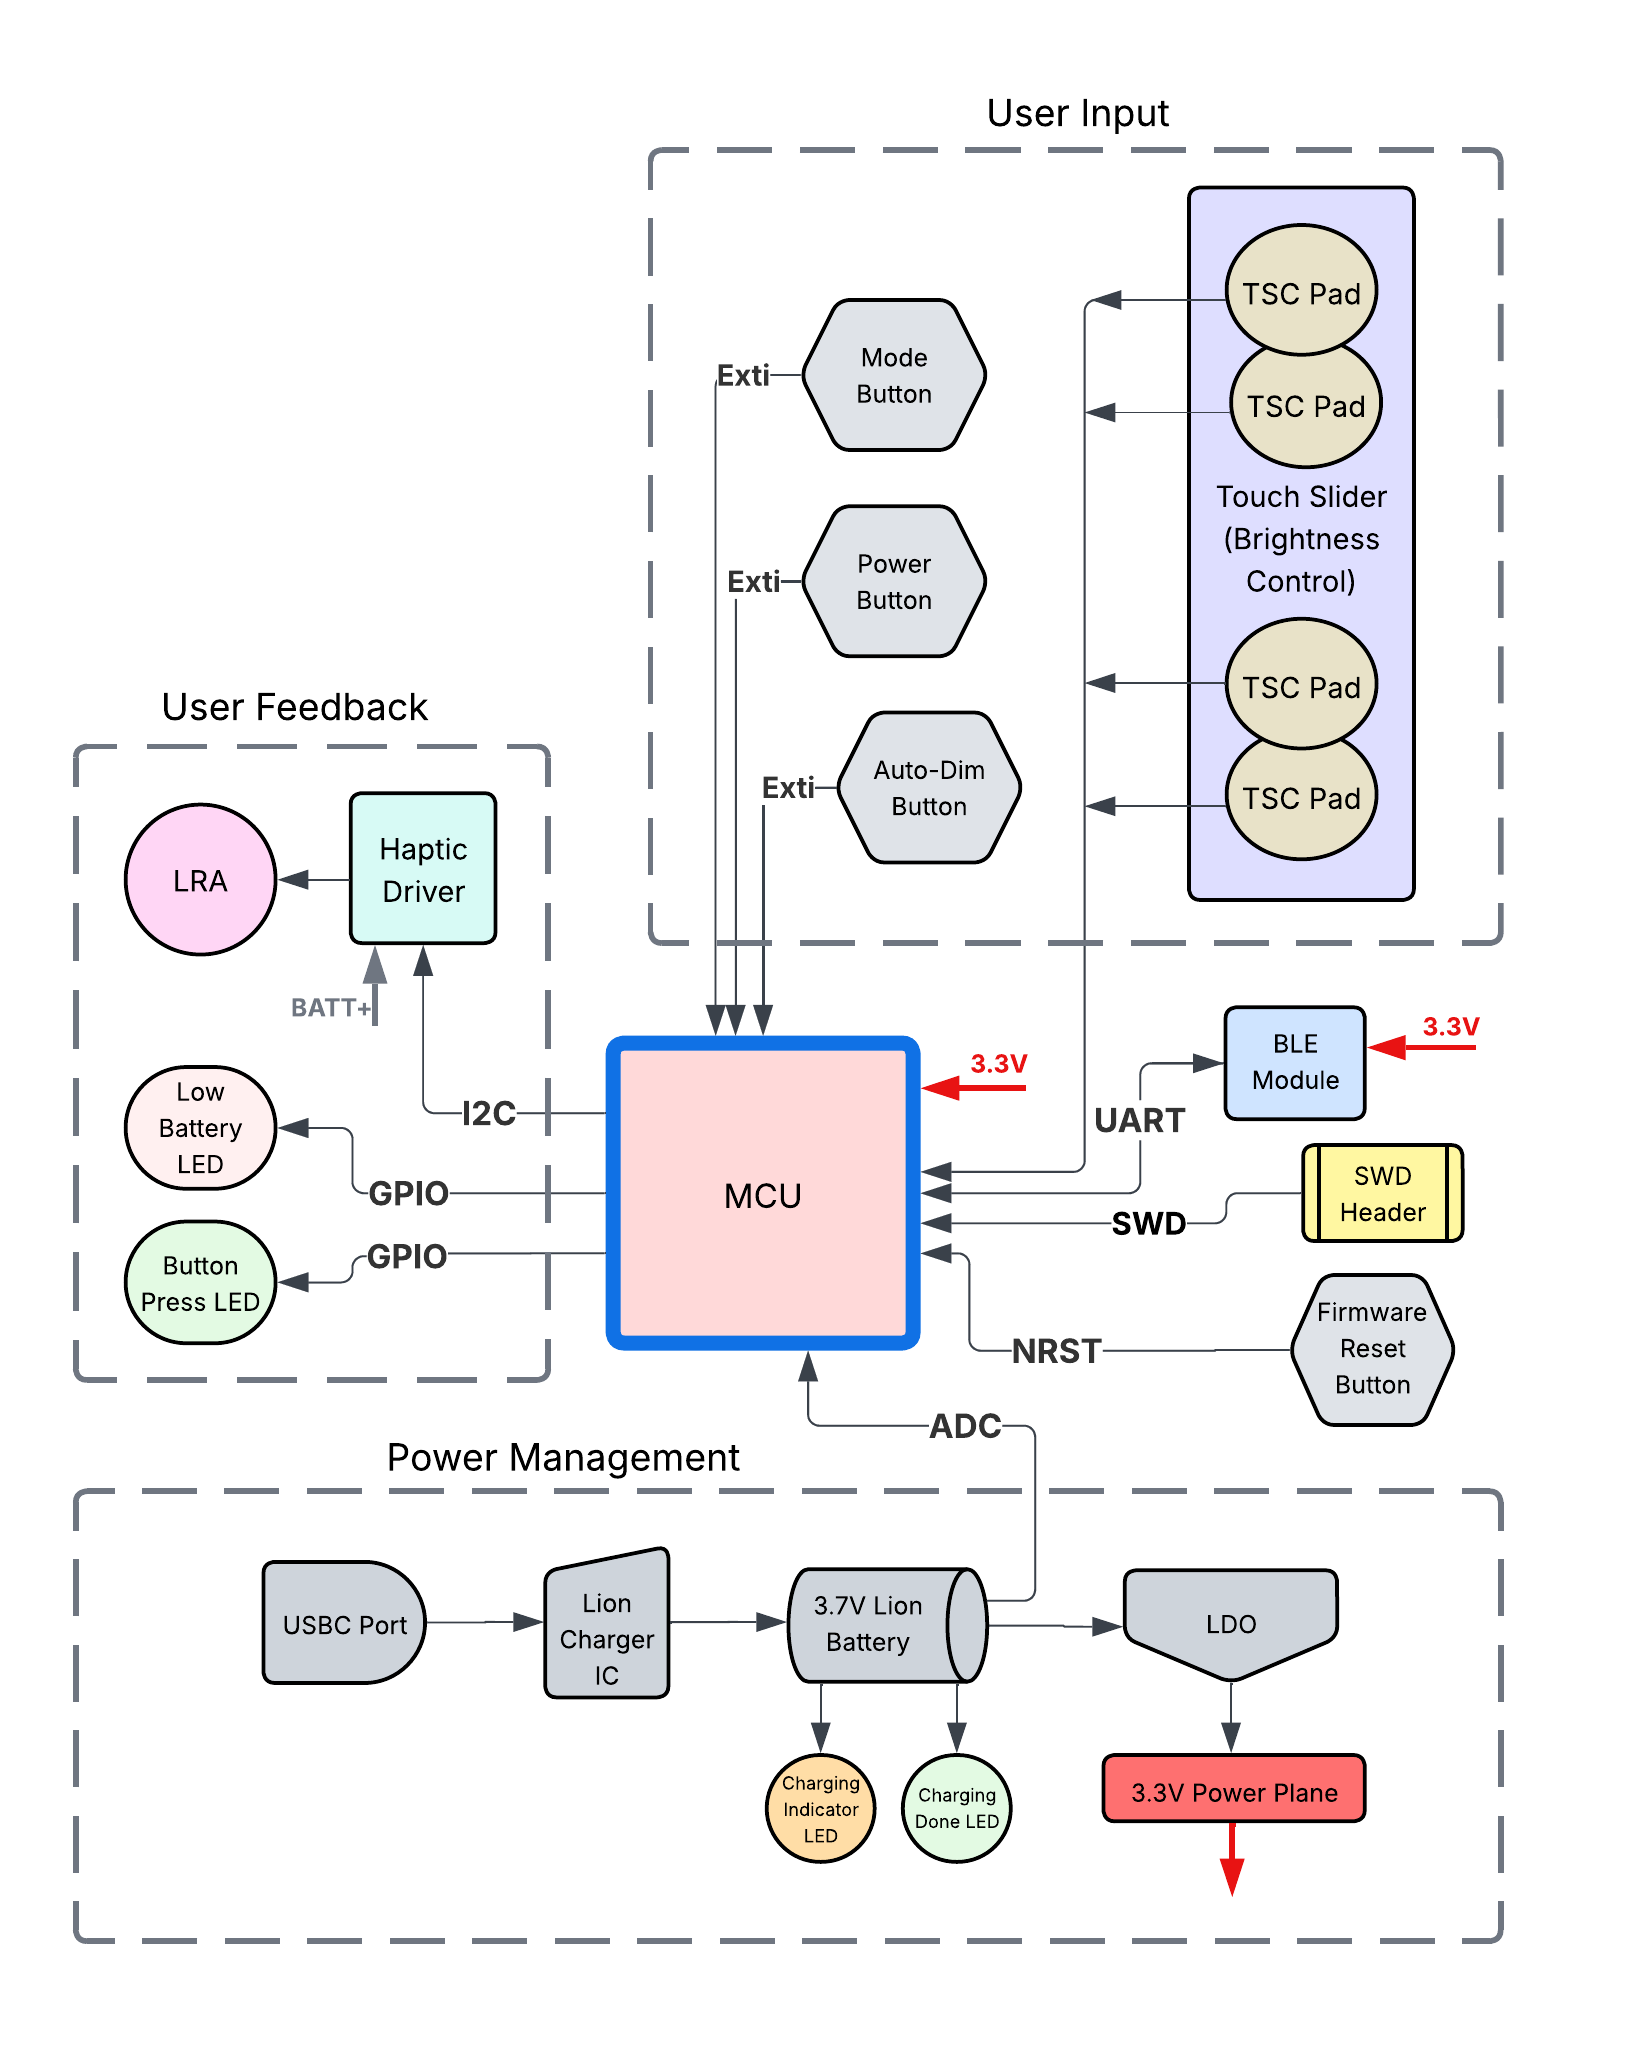 User Input
TSC Pad
TSC Pad
Touch Slider
(Brightness
Control)
TSC Pad
TSC Pad
Mode
Button
Exti
Power
Button
Exti
Auto-Dim
Button
Exti
User Feedback
LRA
Haptic
Driver
BATT+
I2C
Low
Battery
LED
GPIO
Button
Press LED
GPIO
MCU
3.3V
BLE
Module
3.3V
UART
SWD
Header
SWD
Firmware
Reset
Button
NRST
ADC
Power Management
USBC Port
Lion
Charger
IC
3.7V Lion
Battery
LDO
Charging
Indicator
LED
Charging
Done LED
3.3V Power Plane